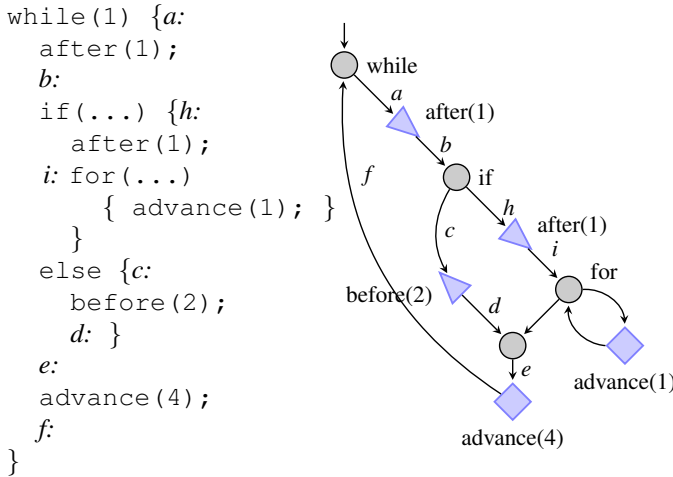 while(1) {a:
after(1);
b:
if(...) {h:
after(1);
i: for(...)
{ advance(1); }
}
else {c:
before(2);
d: }
e:
advance(4);
f:
}
while
a
after(1)
b
if
f
h
c
after(1)
i
for
before(2)
d
e
advance(1)
advance(4)